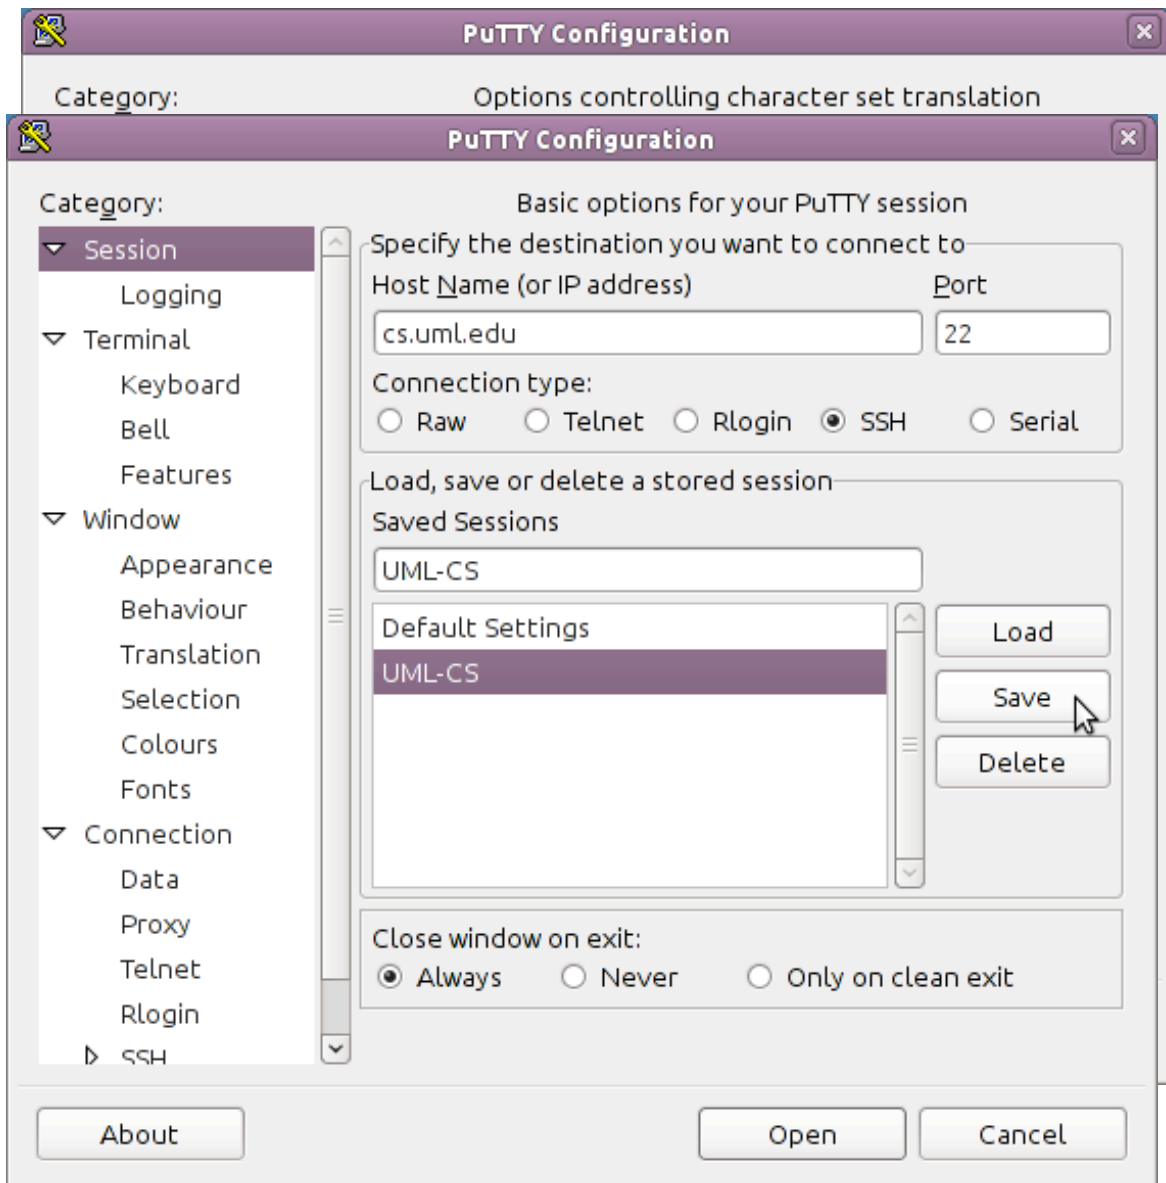 PuTTY Configuration
Category:
Options controlling character set translation
PuTTY Configuration
Category:
Basic options for your PuTTY session
Session
Logging
Terminal
Keyboard
Bell
Features
Window
Appearance
Behaviour
Translation
Selection
Colours
Fonts
Connection
Data
Proxy
Telnet
Rlogin
SSH
Specify the destination you want to connect to
Host Name (or IP address) Port
cs.uml.edu 22
Connection type:
Raw Telnet Rlogin SSH Serial
Load, save or delete a stored session
Saved Sessions
UML-CS
Default Settings
UML-CS
Load
Save
Delete
Close window on exit:
Always Never Only on clean exit
About Open Cancel